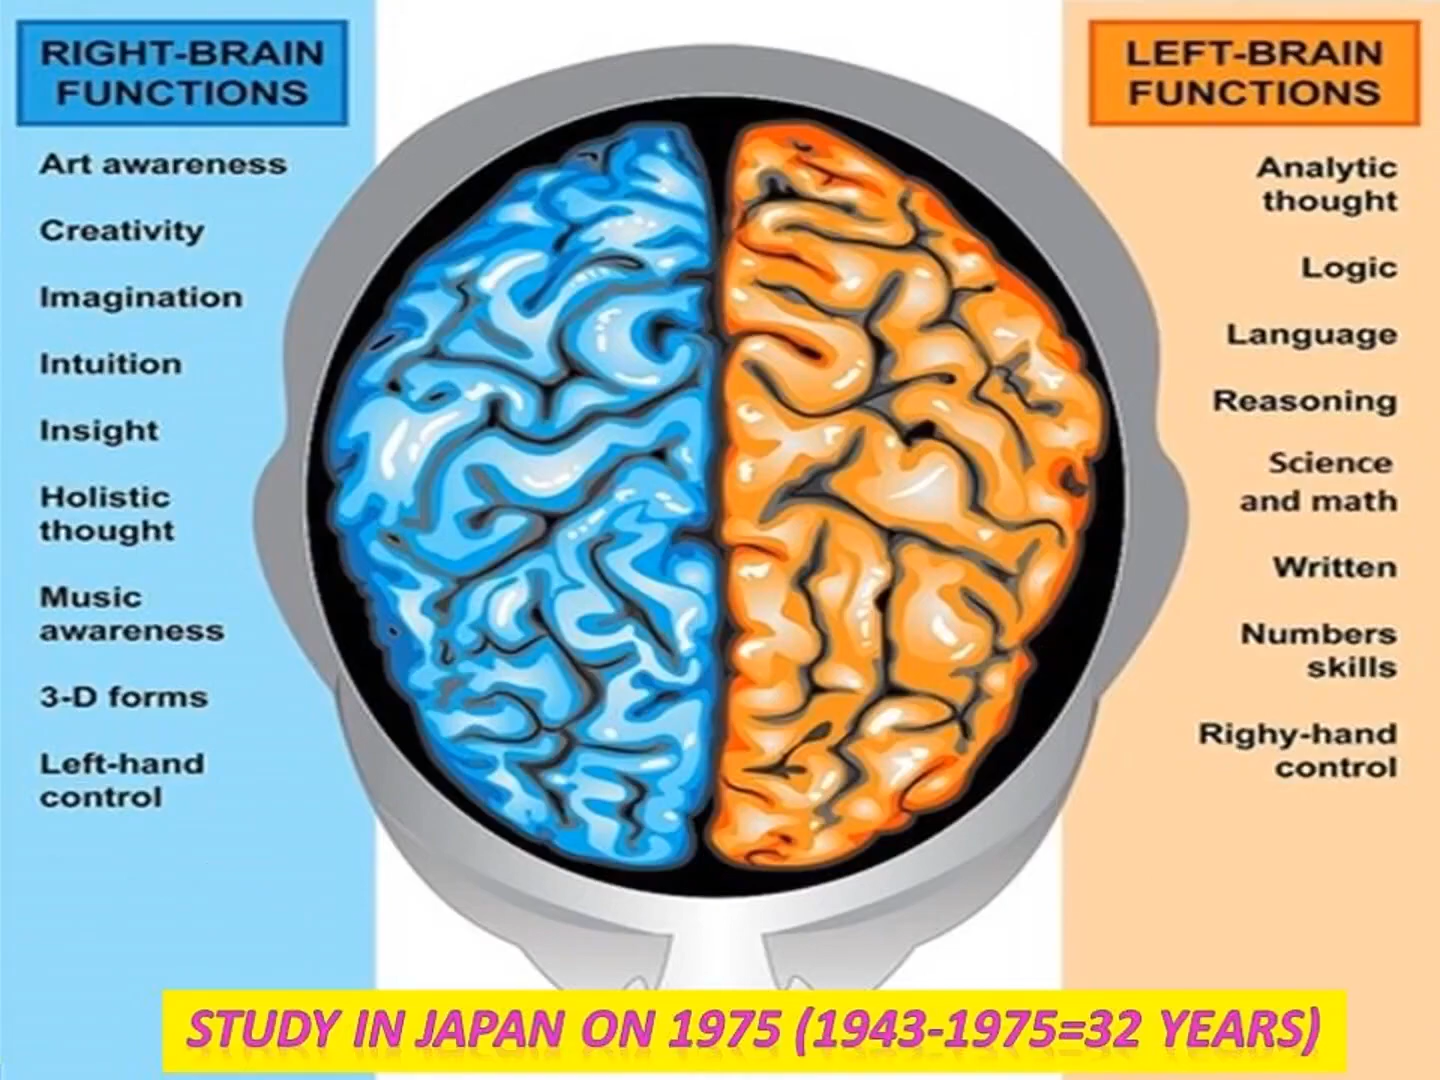 RIGHT-BRAIN
FUNCTIONS
Art awareness
Creativity
Imagination
Intuition
Insight
Holistic
thought
Music
awareness
3-D forms
Left-hand
control
LEFT-BRAIN
FUNCTIONS
Analytic
thought
Logic
Language
Reasoning
Science
and math
Written
Numbers
skills
Righy-hand
control
STUDY IN JAPAN ON 1975 (1943-1975=32 YEARS)